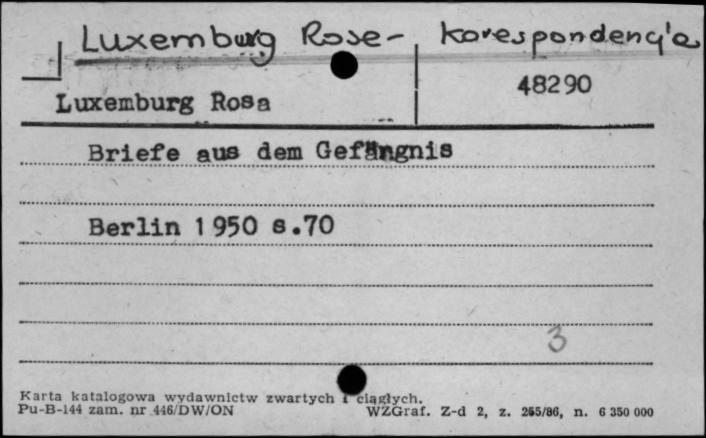 Luxemburg Rose - korespondencja
48290
Luxemburg Rosa
Briefe aus dem Gefängnis
Berlin 1950 s.70
3
Karta katalogowa wydawnictw zwartych i ciągłych.
Pu-B-144 zam. nr 446/DW/ON WZGraf. Z-d 2, z. 255/86, n. 6 350 000